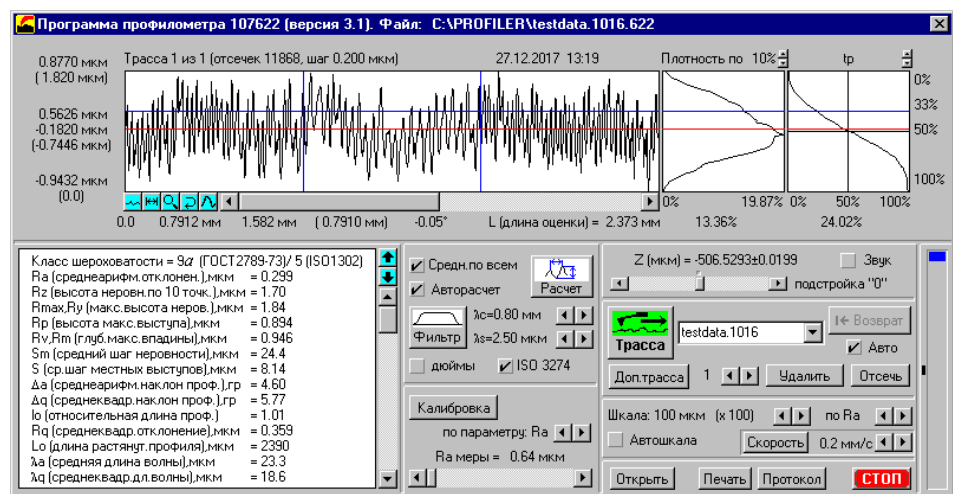 Программа профилометра 107622 (версия 3.1). Файл: C:\PROFILER\testdata.1016.622
0.8770 мкм
( 1.820 мкм)
0.5626 мкм
-0.1820 мкм
(-0.7446 мкм)
-0.9432 мкм
(0.0)
Трасса 1 из 1 (отсечек 11868, шаг 0.200 мкм) 27.12.2017 13:19
Плотность по 10%
tp
0%
33%
50%
100%
0% 19.87% 0% 50% 100%
0.0 0.7912 мм 1.582 мм ( 0.7910 мм) -0.05° L (длина оценки) = 2.373 мм 13.36% 24.02%
Класс шероховатости = 9а (ГОСТ2789-73)/ 5 (ISO1302)
Ra (среднеарифм.отклонен.),мкм = 0.299
Rz (высота неровн.по 10 точк.),мкм = 1.70
Rmax,Ry (макс.высота неров.),мкм = 1.84
Rp (высота макс.выступа),мкм = 0.894
Rv,Rm (глуб.макс.впадины),мкм = 0.946
Sm (средний шаг неровности),мкм = 24.4
S (ср.шаг местных выступов),мкм = 8.14
Δa (среднеарифм.наклон проф.),гр = 4.60
Δq (среднеквадр.наклон проф.),гр = 5.77
lo (относительная длина проф.) = 1.01
Rq (среднеквадр.отклонение),мкм = 0.359
Lo (длина растянут.профиля),мкм = 2390
λa (средняя длина волны),мкм = 23.3
λq (среднеквадр.дл.волны),мкм = 18.6
Средн.по всем
Авторасчет
Расчет
Фильтр
λc=0.80 мм
λs=2.50 мкм
дюймы
ISO 3274
Калибровка
по параметру: Ra
Ra меры = 0.64 мкм
Z (мкм) = -506.5293±0.0199
Звук
подстройка "0"
Трасса
testdata.1016
Возврат
Авто
Доп.трасса
1
Удалить
Отсечь
Шкала: 100 мкм (x 100)
по Ra
Автошкала
Скорость
0.2 мм/с
Открыть
Печать
Протокол
СТОП